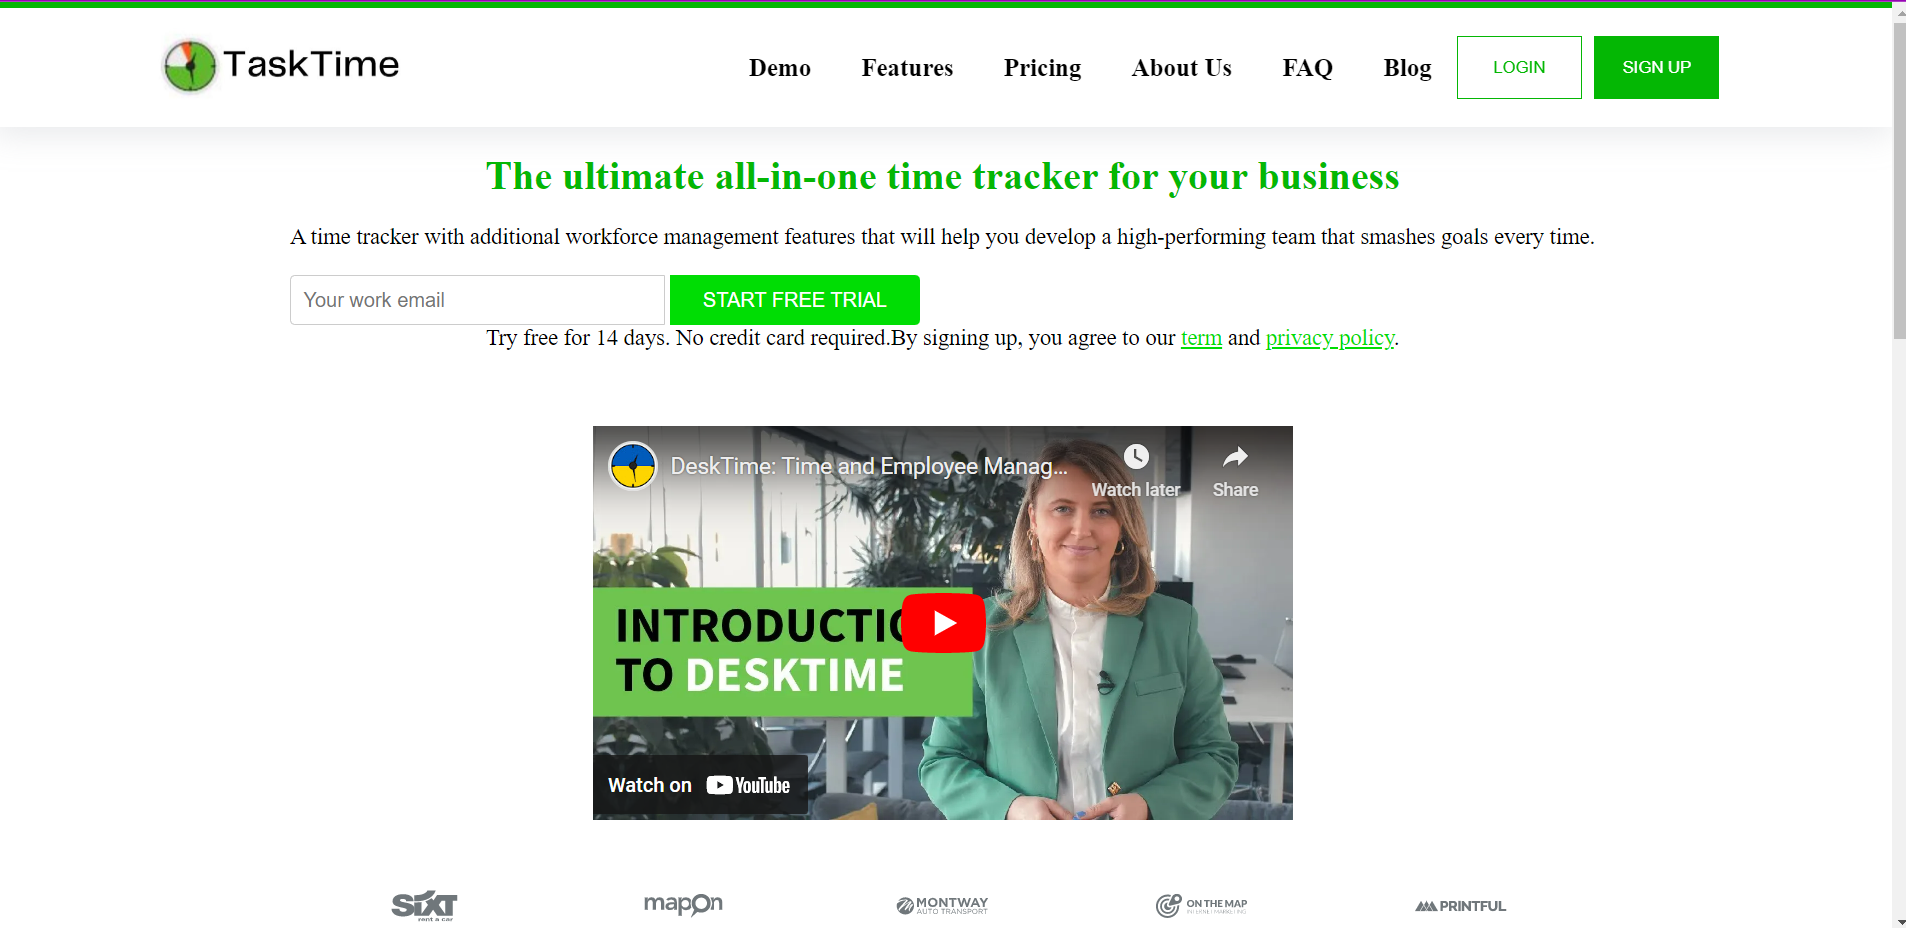 TaskTime
Demo Features Pricing About Us FAQ Blog LOGIN SIGN UP
The ultimate all-in-one time tracker for your business
A time tracker with additional workforce management features that will help you develop a high-performing team that smashes goals every time.
Your work email START FREE TRIAL
Try free for 14 days. No credit card required.By signing up, you agree to our term and privacy policy.
DeskTime: Time and Employee Manag...
Watch later Share
INTRODUCTIO
TO DESKTIME
Watch on YouTube
SIXT
rent a car
mapon
MONTWAY
AUTO TRANSPORT
ON THE MAP
INTERNET MARKETING
PRINTFUL